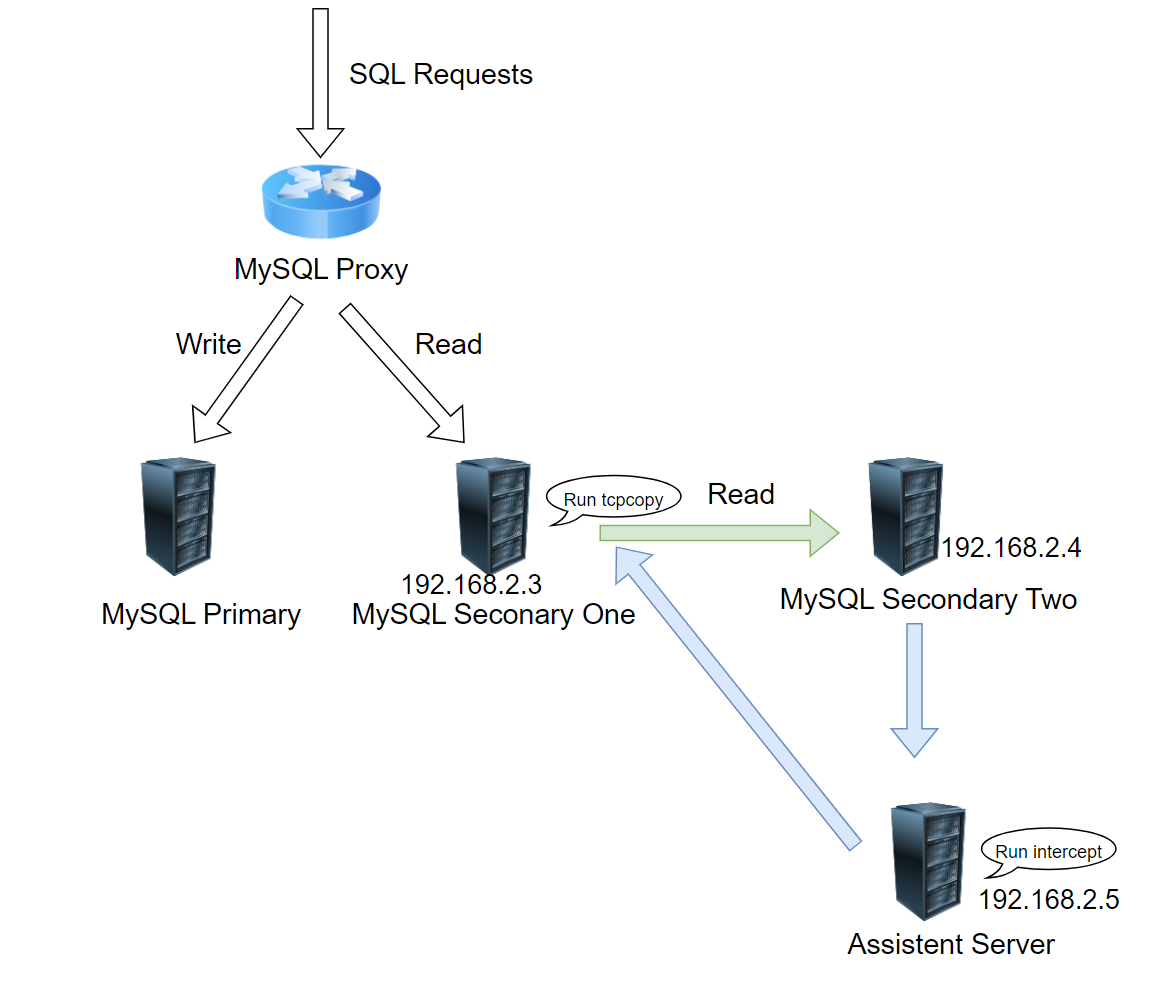 SQL Requests
MySQL Proxy
Write
Read
Run tcpcopy
Read
192.168.2.4
192.168.2.3
MySQL Primary
MySQL Seconary One
MySQL Secondary Two
Run intercept
192.168.2.5
Assistent Server